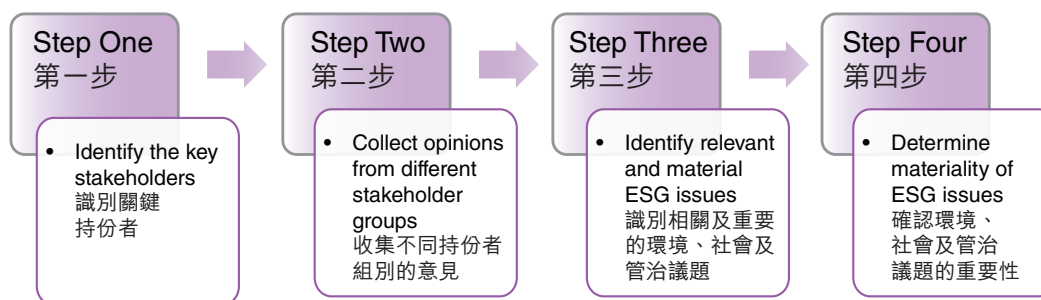 Step One
第一步
• Identify the key
stakeholders
識別關鍵
持份者
Step Two
第二步
• Collect opinions
from different
stakeholder
groups
收集不同持份者
組別的意見
Step Three
第三步
• Identify relevant
and material
ESG issues
識別相關及重要
的環境、社會及
管治議題
Step Four
第四步
• Determine
materiality of
ESG issues
確認環境、
社會及管治
議題的重要性